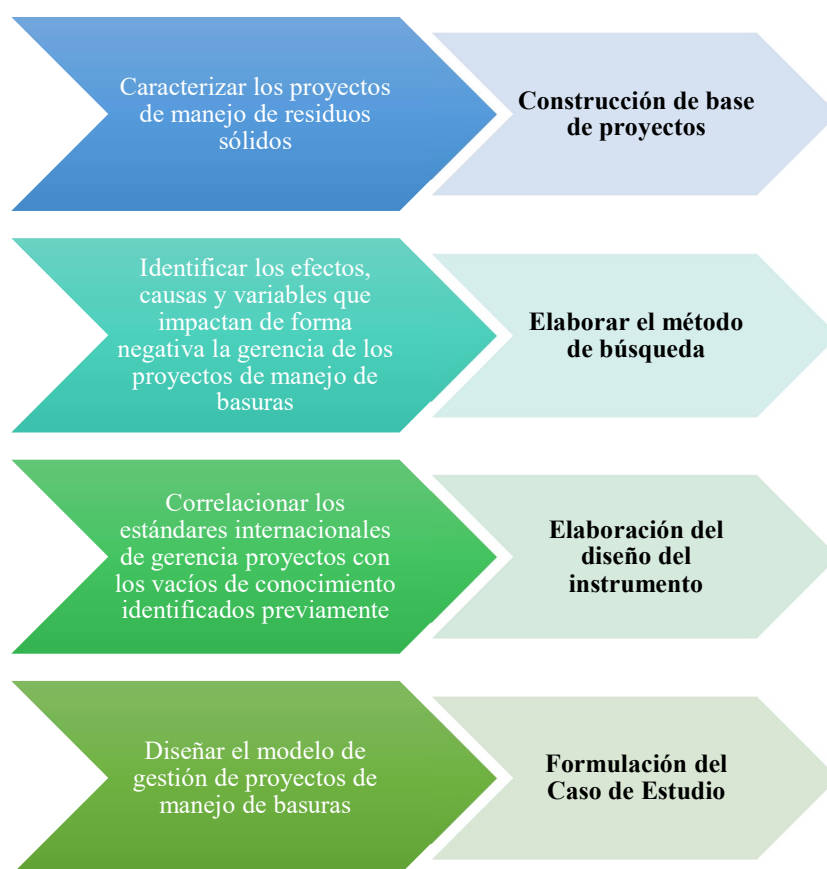 Caracterizar los proyectos
de manejo de residuos
sólidos
Construcción de base
de proyectos
Identificar los efectos,
causas y variables que
impactan de forma
negativa la gerencia de los
proyectos de manejo de
basuras
Elaborar el método
de búsqueda
Correlacionar los
estándares internacionales
de gerencia proyectos con
los vacíos de conocimiento
identificados previamente
Elaboración del
diseño del
instrumento
Diseñar el modelo de
gestión de proyectos de
manejo de basuras
Formulación del
Caso de Estudio